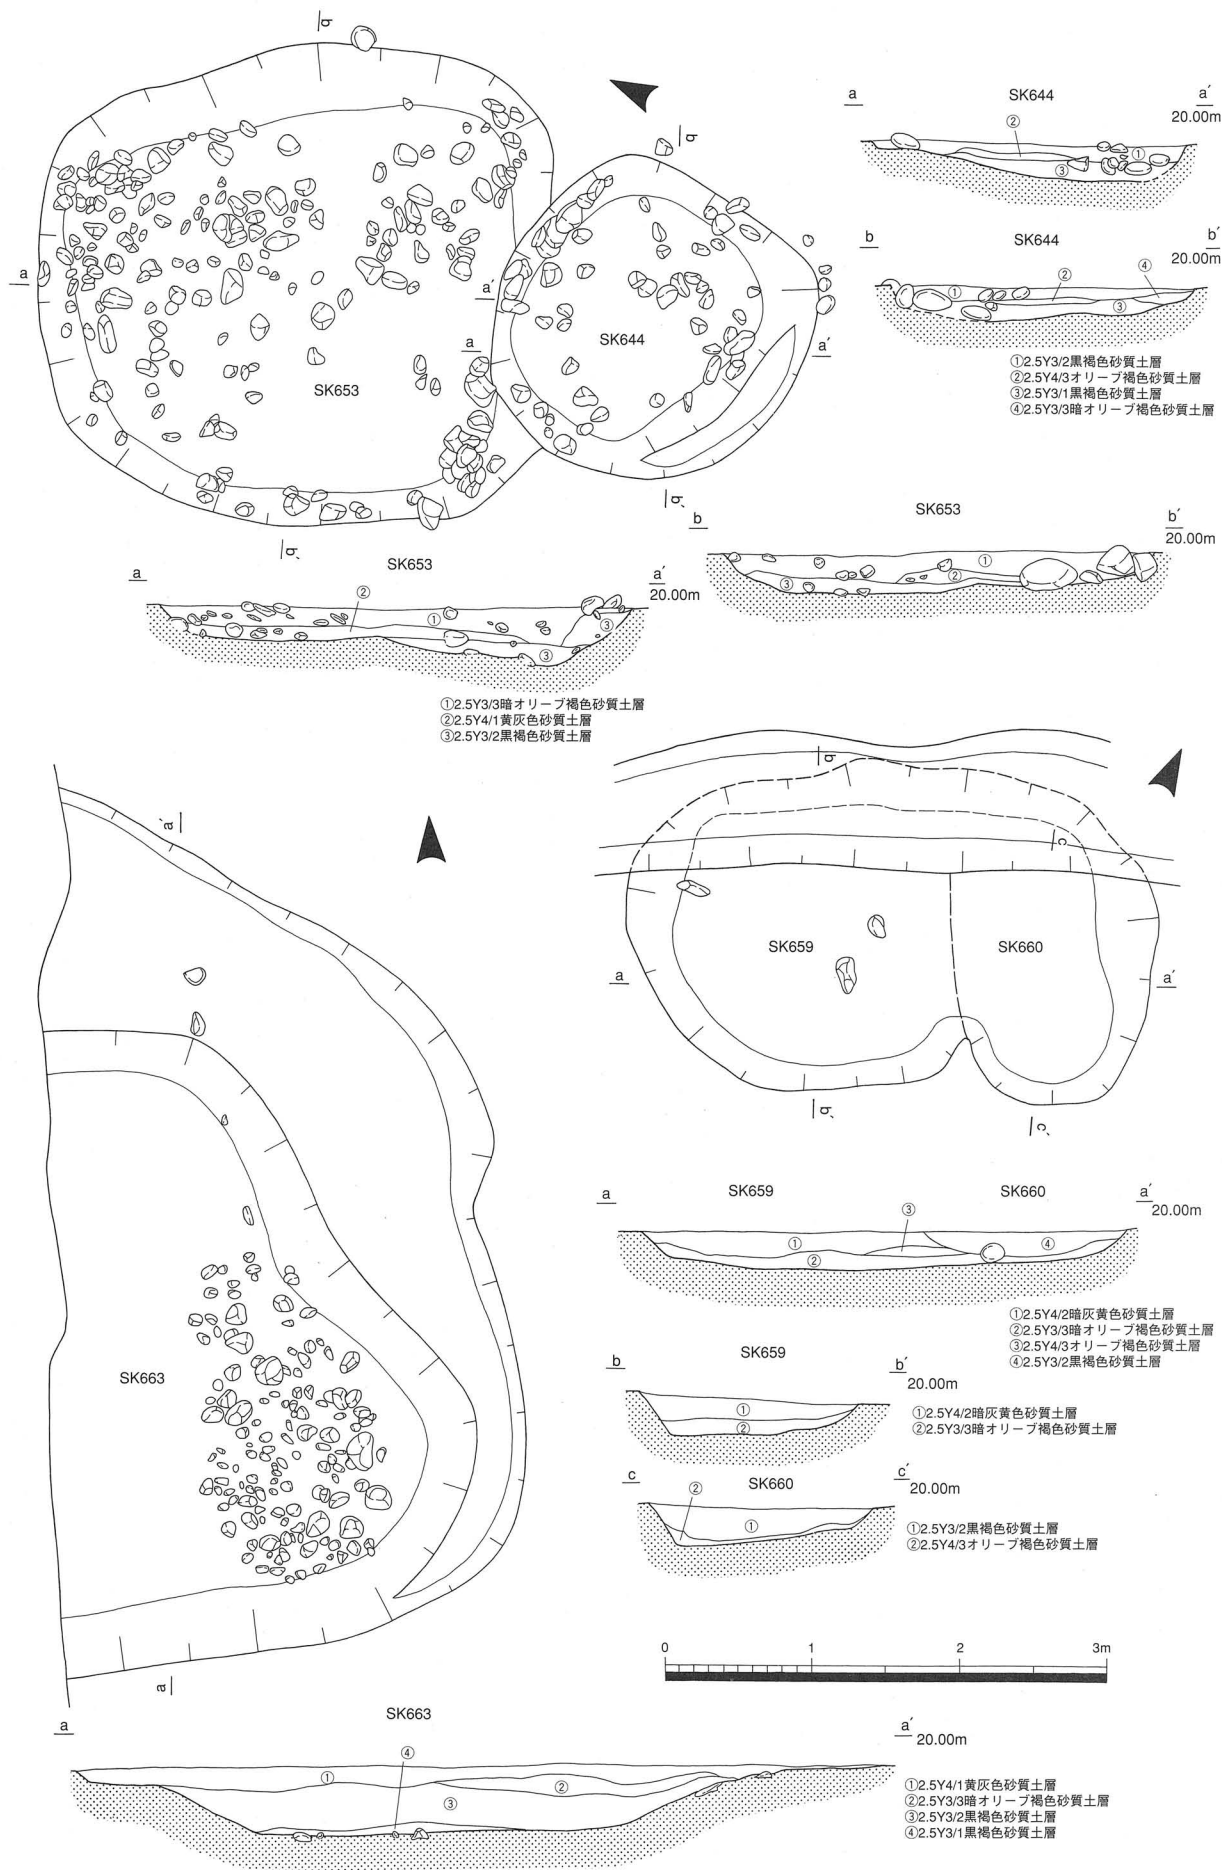 b
a SK644 a′
20.00m
②
①
③
b SK644 b′
20.00m
① ② ④
③
①2.5Y3/2黒褐色砂質土層
②2.5Y4/3オリーブ褐色砂質土層
③2.5Y3/1黒褐色砂質土層
④2.5Y3/3暗オリーブ褐色砂質土層
b
a
a′
SK644
a
a′
SK653
b′
b′
b SK653 b′
20.00m
①
②
③
a SK653 a′
20.00m
②
①
③
③
①2.5Y3/3暗オリーブ褐色砂質土層
②2.5Y4/1黄灰色砂質土層
③2.5Y3/2黒褐色砂質土層
b
c
SK659 SK660
a a′
b′
c′
a SK659 SK660 a′
20.00m
③
① ④
②
①2.5Y4/2暗灰黄色砂質土層
②2.5Y3/3暗オリーブ褐色砂質土層
③2.5Y4/3オリーブ褐色砂質土層
④2.5Y3/2黒褐色砂質土層
b SK659 b′
20.00m
①
②
①2.5Y4/2暗灰黄色砂質土層
②2.5Y3/3暗オリーブ褐色砂質土層
c SK660 c′
20.00m
②
①
①2.5Y3/2黒褐色砂質土層
②2.5Y4/3オリーブ褐色砂質土層
a′
SK663
a
0 1 2 3m
a SK663 a′
20.00m
④
①
②
③
①2.5Y4/1黄灰色砂質土層
②2.5Y3/3暗オリーブ褐色砂質土層
③2.5Y3/2黒褐色砂質土層
④2.5Y3/1黒褐色砂質土層